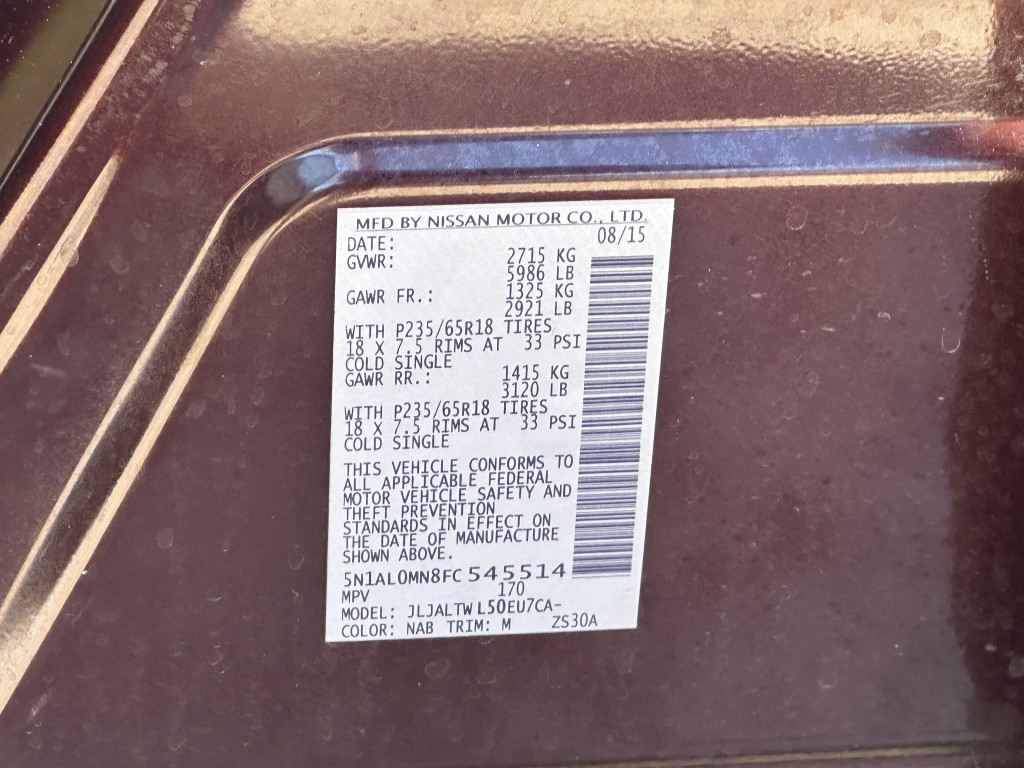 MFD BY NISSAN MOTOR CO., LTD.
DATE: 08/15
GVWR: 2715 KG
5986 LB
GAWR FR.: 1325 KG
2921 LB
WITH P235/65R18 TIRES
18 X 7.5 RIMS AT 33 PSI
COLD SINGLE
GAWR RR.: 1415 KG
3120 LB
WITH P235/65R18 TIRES
18 X 7.5 RIMS AT 33 PSI
COLD SINGLE
THIS VEHICLE CONFORMS TO
ALL APPLICABLE FEDERAL
MOTOR VEHICLE SAFETY AND
THEFT PREVENTION
STANDARDS IN EFFECT ON
THE DATE OF MANUFACTURE
SHOWN ABOVE.
5N1AL0MN8FC 545514
MPV 170
MODEL: JLJALTW L50EU7CA-
COLOR: NAB TRIM: M ZS30A